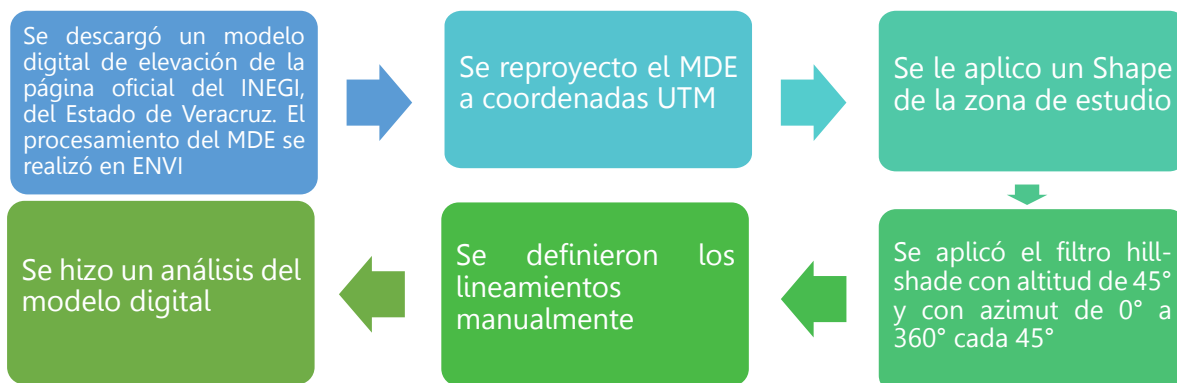 Se descargó un modelo
digital de elevación de la
página oficial del INEGI,
del Estado de Veracruz. El
procesamiento del MDE se
realizó en ENVI
Se reproyecto el MDE
a coordenadas UTM
Se le aplico un Shape
de la zona de estudio
Se aplicó el filtro hill-
shade con altitud de 45°
y con azimut de 0° a
360° cada 45°
Se definieron los
lineamientos
manualmente
Se hizo un análisis del
modelo digital